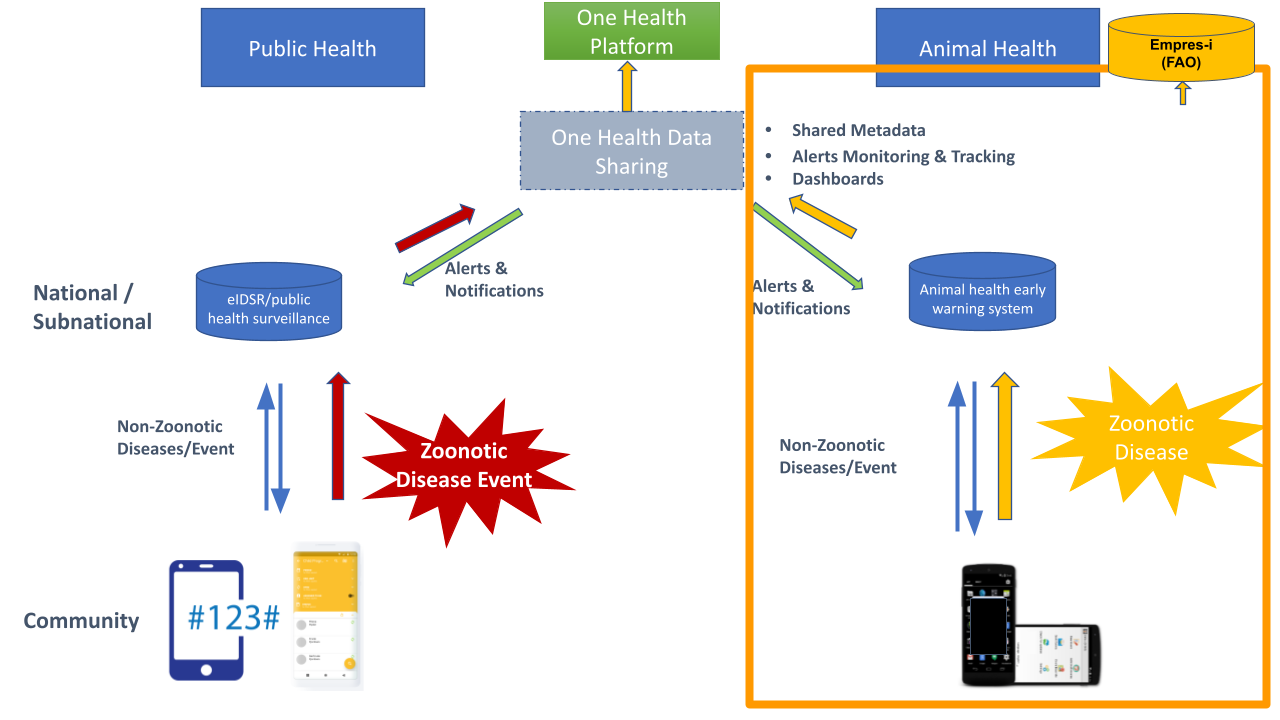 Public Health
One Health
Platform
Animal Health
Empres-i
(FAO)
One Health Data
Sharing
• Shared Metadata
• Alerts Monitoring & Tracking
• Dashboards
Alerts &
Notifications
Alerts &
Notifications
National /
Subnational
eIDSR/public
health surveillance
Animal health early
warning system
Non-Zoonotic
Diseases/Event
Zoonotic
Disease Event
Non-Zoonotic
Diseases/Event
Zoonotic
Disease
Community
#123#